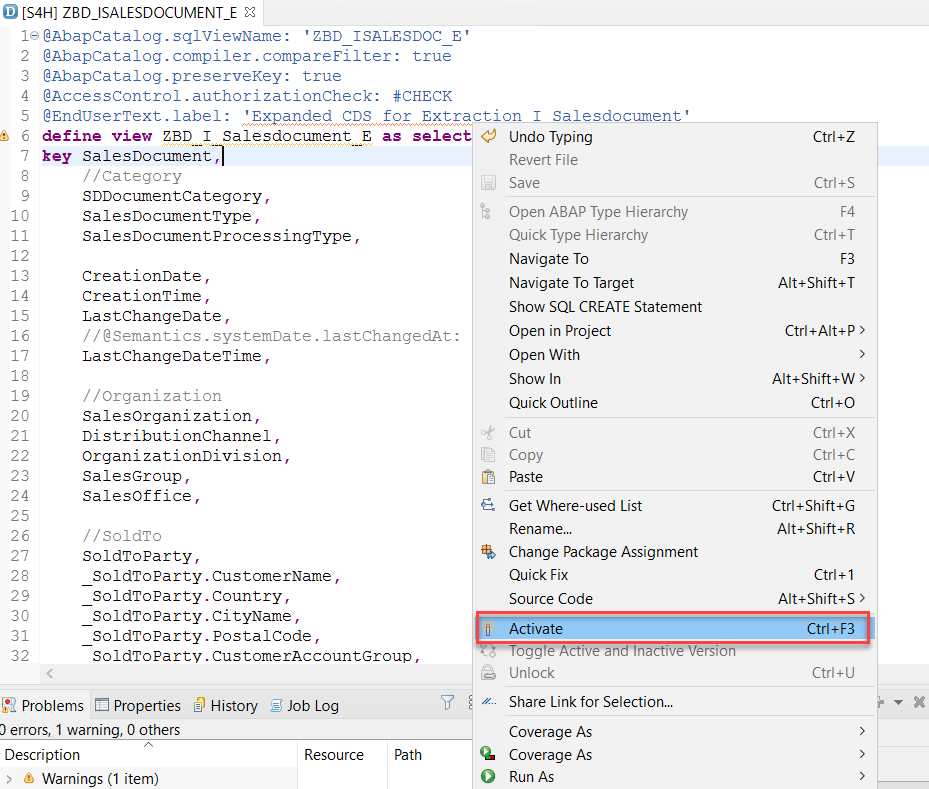 [S4H] ZBD_ISALESDOCUMENT_E
1 @AbapCatalog.sqlViewName: 'ZBD_ISALESDOC_E'
2 @AbapCatalog.compiler.compareFilter: true
3 @AbapCatalog.preserveKey: true
4 @AccessControl.authorizationCheck: #CHECK
5 @EndUserText.label: 'Expanded CDS for Extraction I_Salesdocument'
6 define view ZBD_I_Salesdocument_E as select
7 key SalesDocument,
8 //Category
9 SDDocumentCategory,
10 SalesDocumentType,
11 SalesDocumentProcessingType,
12
13 CreationDate,
14 CreationTime,
15 LastChangeDate,
16 //@Semantics.systemDate.lastChangedAt:
17 LastChangeDateTime,
18
19 //Organization
20 SalesOrganization,
21 DistributionChannel,
22 OrganizationDivision,
23 SalesGroup,
24 SalesOffice,
25
26 //SoldTo
27 SoldToParty,
28 _SoldToParty.CustomerName,
29 _SoldToParty.Country,
30 _SoldToParty.CityName,
31 _SoldToParty.PostalCode,
32 _SoldToParty.CustomerAccountGroup,
Undo Typing Ctrl+Z
Revert File
Save Ctrl+S
Open ABAP Type Hierarchy F4
Quick Type Hierarchy Ctrl+T
Navigate To F3
Navigate To Target Alt+Shift+T
Show SQL CREATE Statement
Open in Project Ctrl+Alt+P >
Open With >
Show In Alt+Shift+W >
Quick Outline Ctrl+O
Cut Ctrl+X
Copy Ctrl+C
Paste Ctrl+V
Get Where-used List Ctrl+Shift+G
Rename... Alt+Shift+R
Change Package Assignment
Quick Fix Ctrl+1
Source Code Alt+Shift+S >
Activate Ctrl+F3
Toggle Active and Inactive Version
Unlock Ctrl+U
Share Link for Selection...
Coverage As >
Coverage As >
Run As >
Problems Properties History Job Log
0 errors, 1 warning, 0 others
Description Resource Path
Warnings (1 item)